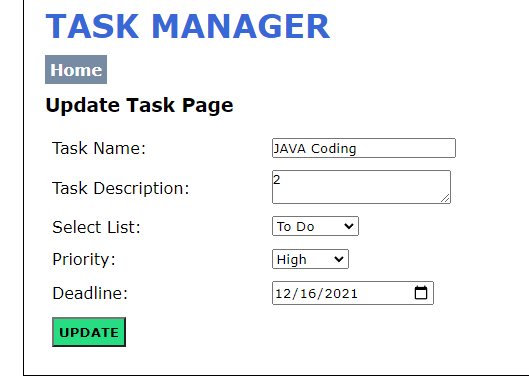 TASK MANAGER
Home
Update Task Page
Task Name: JAVA Coding
Task Description: 2
Select List: To Do
Priority: High
Deadline: 12/16/2021
UPDATE